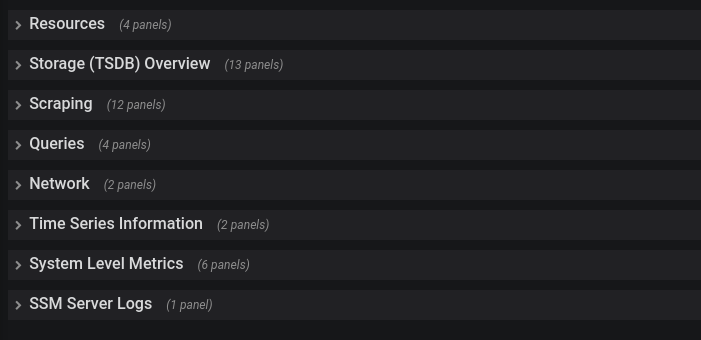 Resources (4 panels)
Storage (TSDB) Overview (13 panels)
Scraping (12 panels)
Queries (4 panels)
Network (2 panels)
Time Series Information (2 panels)
System Level Metrics (6 panels)
SSM Server Logs (1 panel)